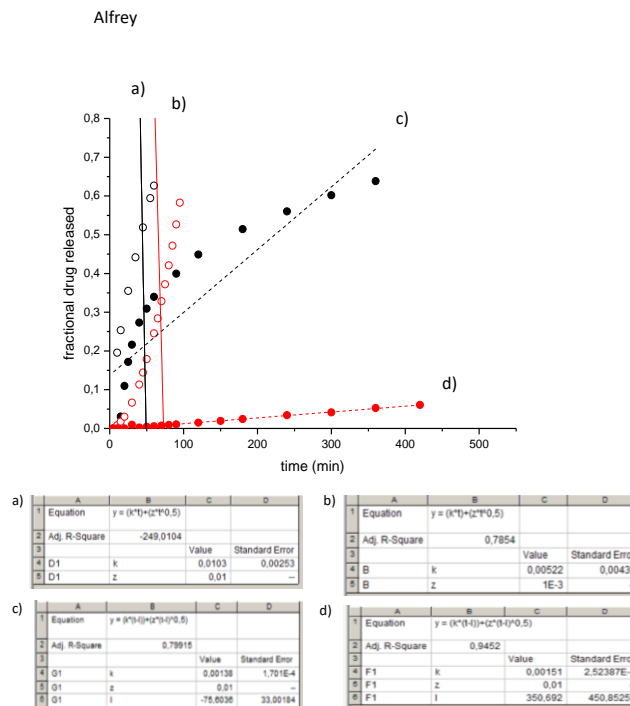 Alfrey
a)
b)
c)
d)
0,8
0,7
0,6
0,5
0,4
0,3
0,2
0,1
0,0
fractional drug released
0 100 200 300 400 500
time (min)
a)
A B C D
1 Equation y = (k*t)+(z*t^0,5)
2 Adj. R-Square -249,0104
3 Value Standard Error
4 D1 k 0,0103 0,00253
5 D1 z 0,01 --
b)
A B C D
1 Equation y = (k*t)+(z*t^0,5)
2 Adj. R-Square 0,7854
3 Value Standard Erro
4 B k 0,00522 0,0043
5 B z 1E-3 --
c)
A B C D
1 Equation y = (k*(t-l))+(z*(t-l)^0,5)
2 Adj. R-Square 0,79915
3 Value Standard Error
4 G1 k 0,00138 1,701E-4
5 G1 z 0,01 --
6 G1 l -75,6036 33,00184
d)
A B C D
1 Equation y = (k*(t-l))+(z*(t-l)^0,5)
2 Adj. R-Square 0,9452
3 Value Standard Erro
4 F1 k 0,00151 2,52387E-
5 F1 z 0,01 --
6 F1 l 350,692 450,8525